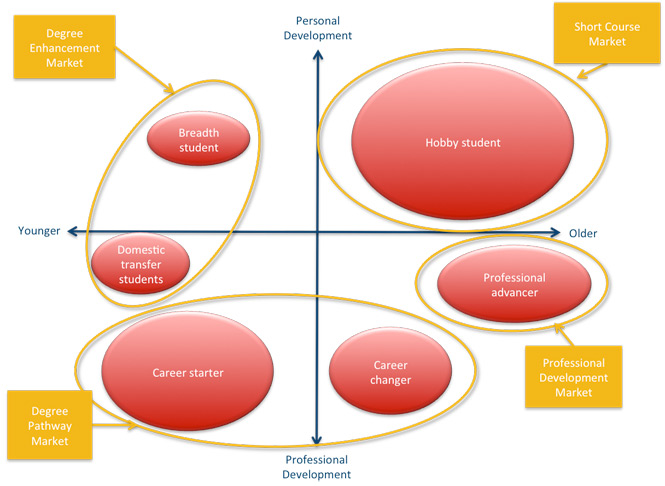 Personal
Development
Degree
Enhancement
Market
Short Course
Market
Breadth
student
Hobby student
Younger
Older
Domestic
transfer
students
Professional
advancer
Career starter
Career
changer
Professional
Development
Market
Degree
Pathway
Market
Professional
Development